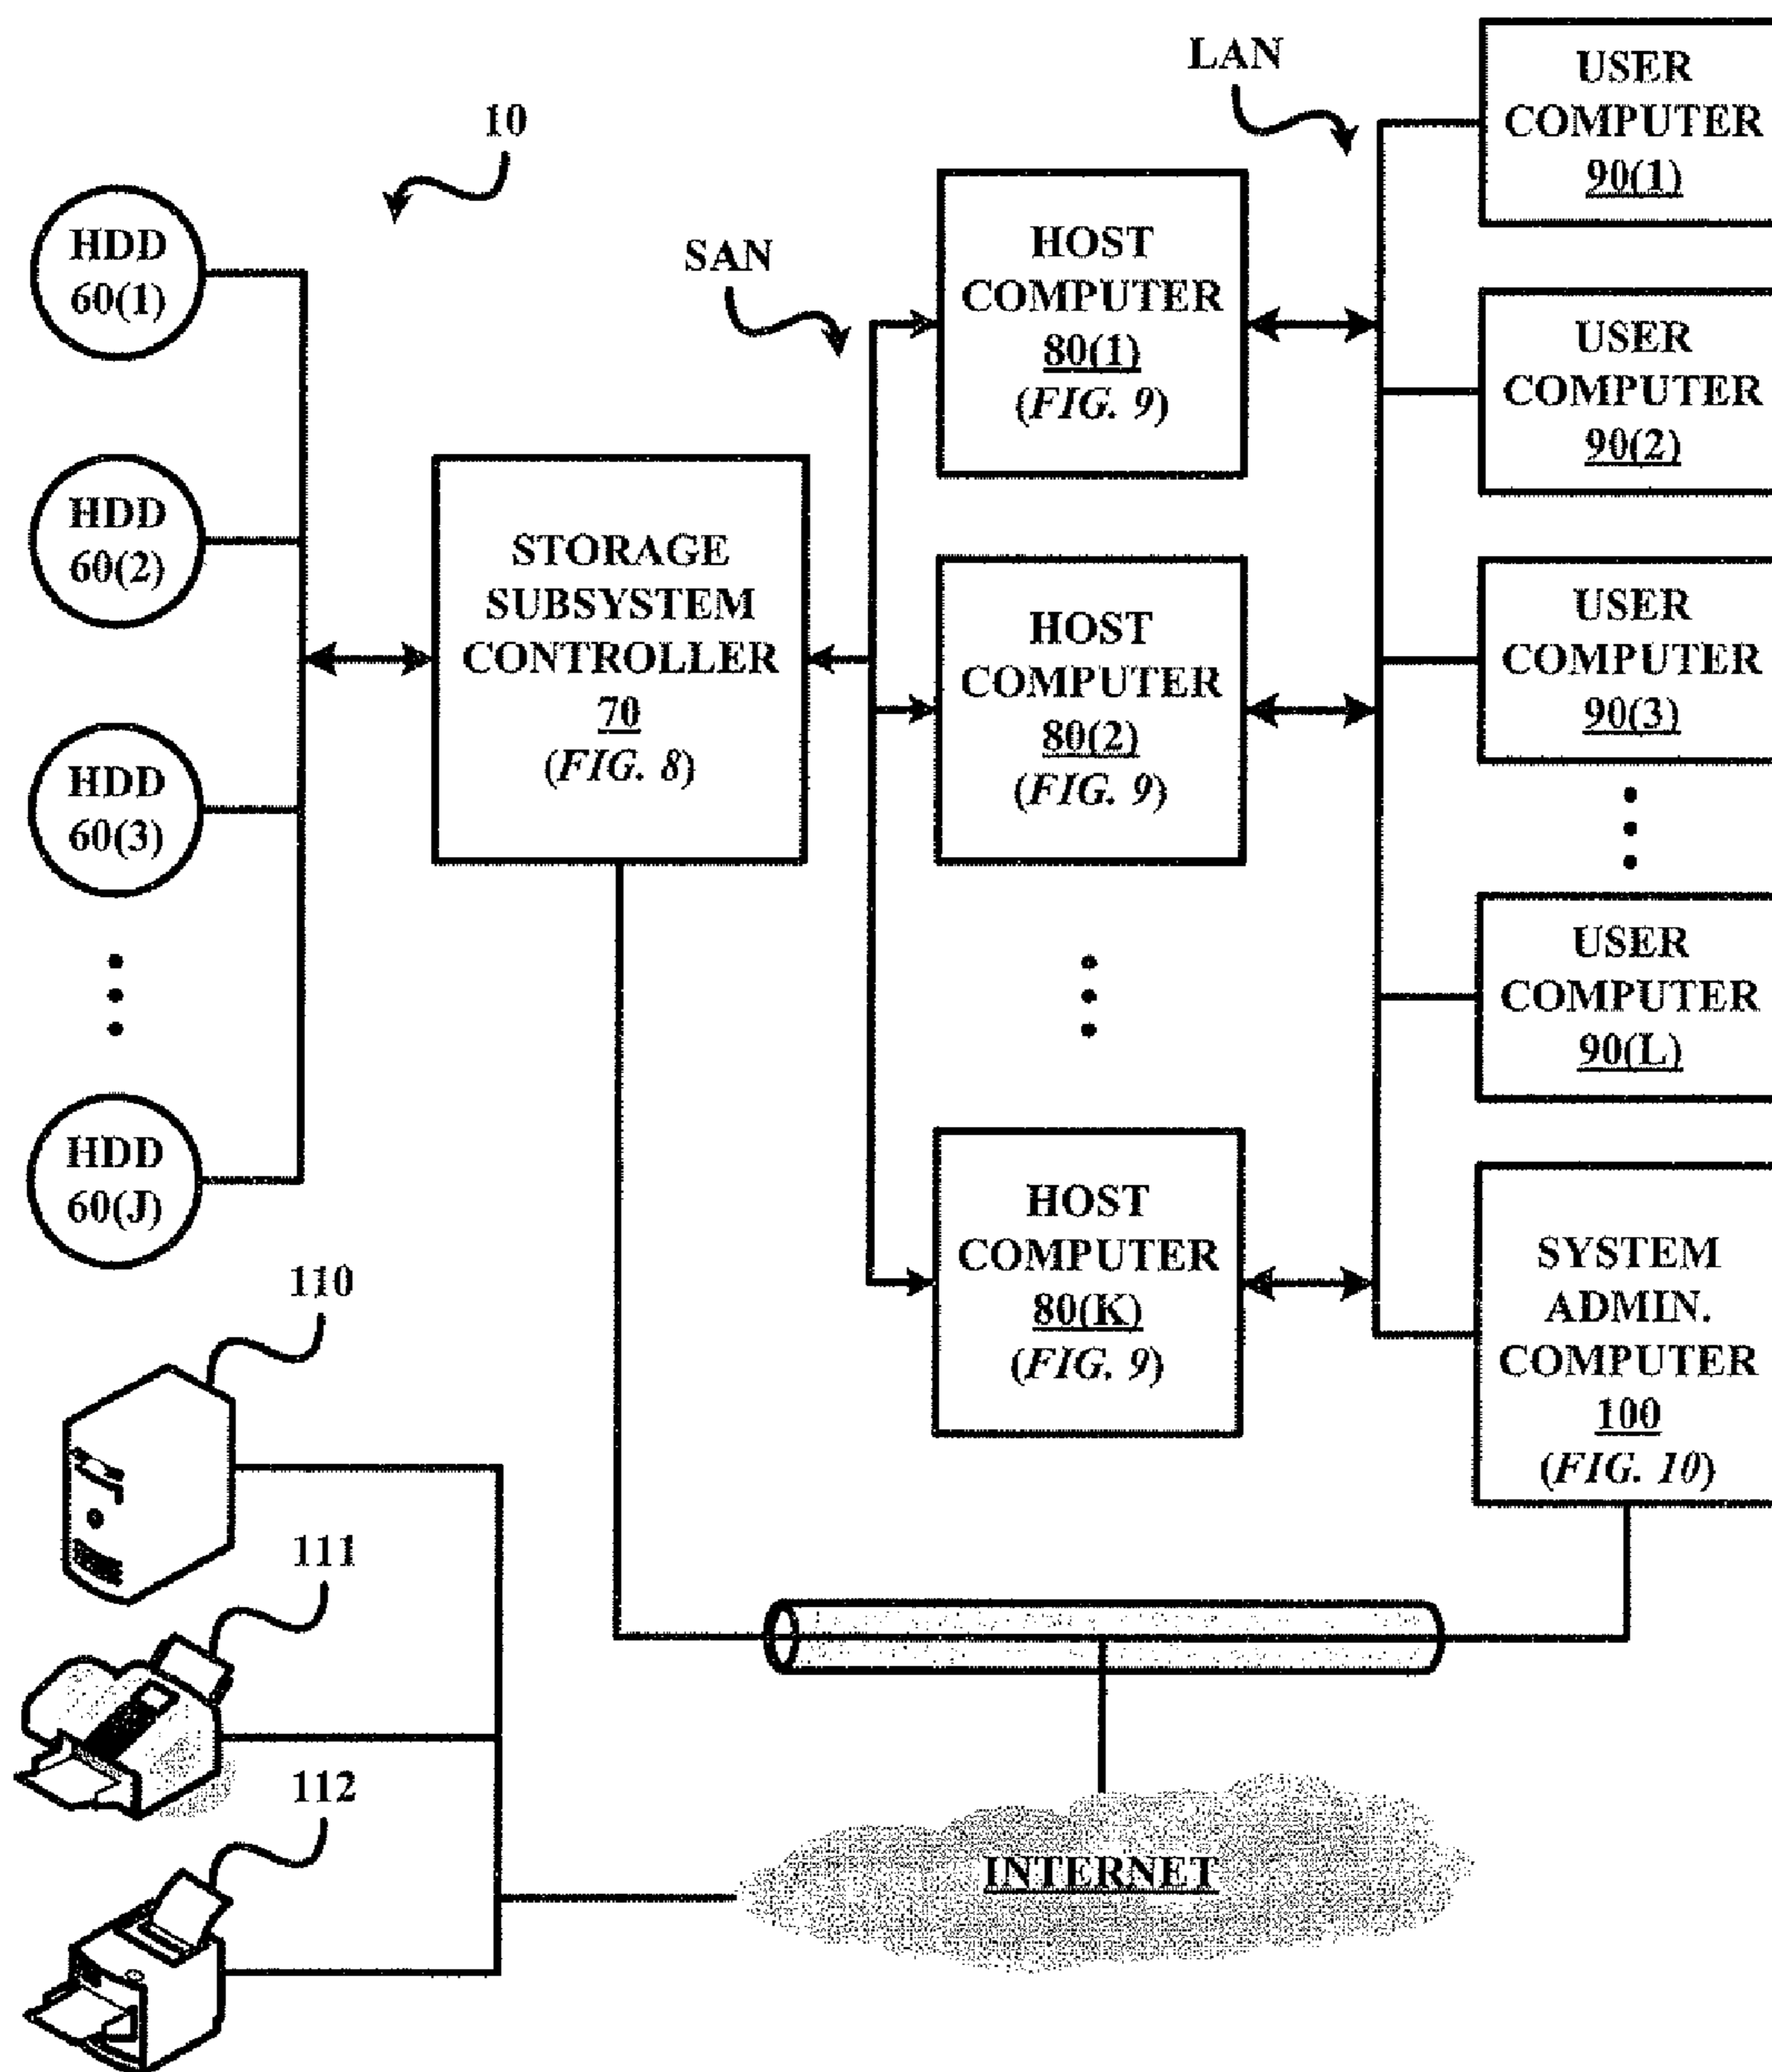 10
SAN
LAN
HDD
60(1)
HDD
60(2)
HDD
60(3)
HDD
60(J)
STORAGE
SUBSYSTEM
CONTROLLER
70
(FIG. 8)
HOST
COMPUTER
80(1)
(FIG. 9)
HOST
COMPUTER
80(2)
(FIG. 9)
HOST
COMPUTER
80(K)
(FIG. 9)
USER
COMPUTER
90(1)
USER
COMPUTER
90(2)
USER
COMPUTER
90(3)
USER
COMPUTER
90(L)
SYSTEM
ADMIN.
COMPUTER
100
(FIG. 10)
110
111
112
INTERNET